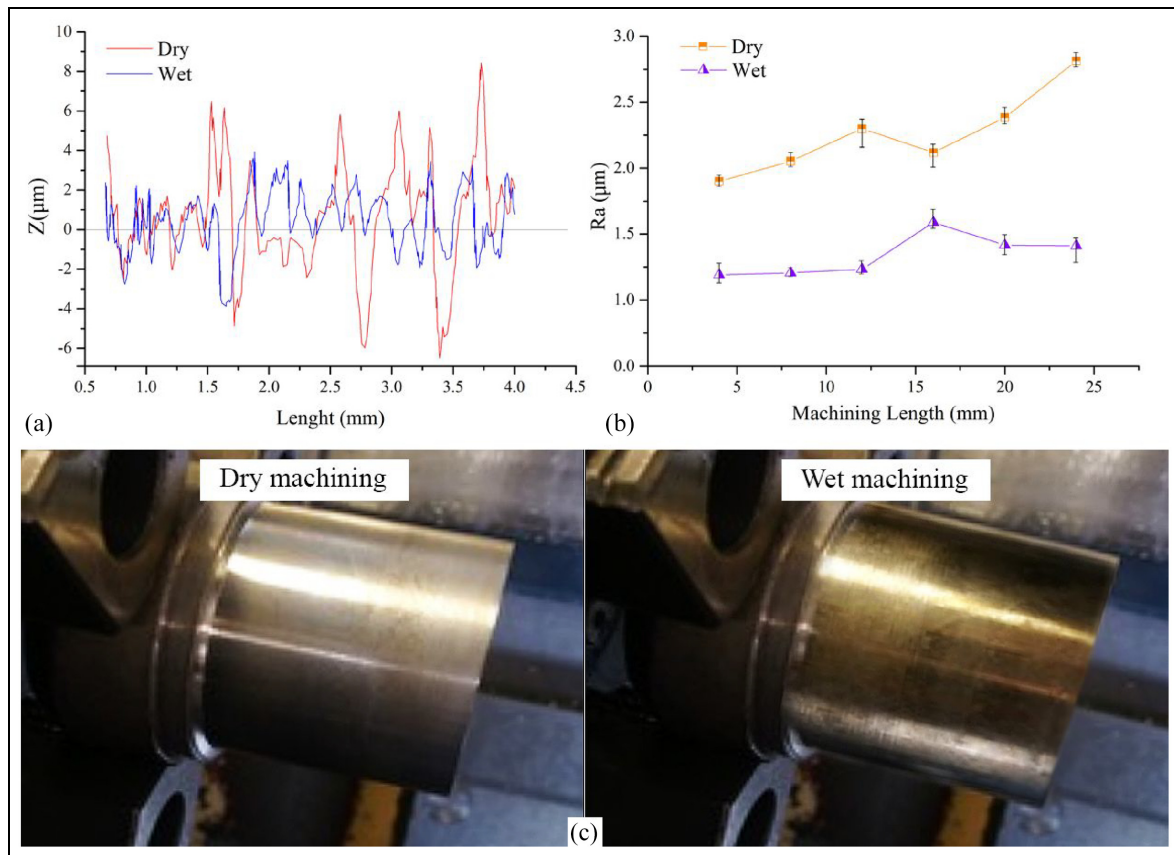 10
8
6
4
2
0
-2
-4
-6
Z(μm)
Dry
Wet
0.5 1.0 1.5 2.0 2.5 3.0 3.5 4.0 4.5
Lenght (mm)
(a)
3.0
2.5
2.0
1.5
1.0
0.0
Ra (μm)
Dry
Wet
0 5 10 15 20 25
Machining Length (mm)
(b)
Dry machining
Wet machining
(c)